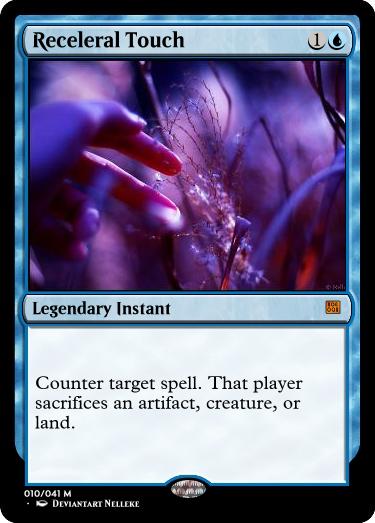 Receleral Touch 1
Legendary Instant
Counter target spell. That player
sacrifices an artifact, creature, or
land.
010/041 M
· Deviantart Nelleke